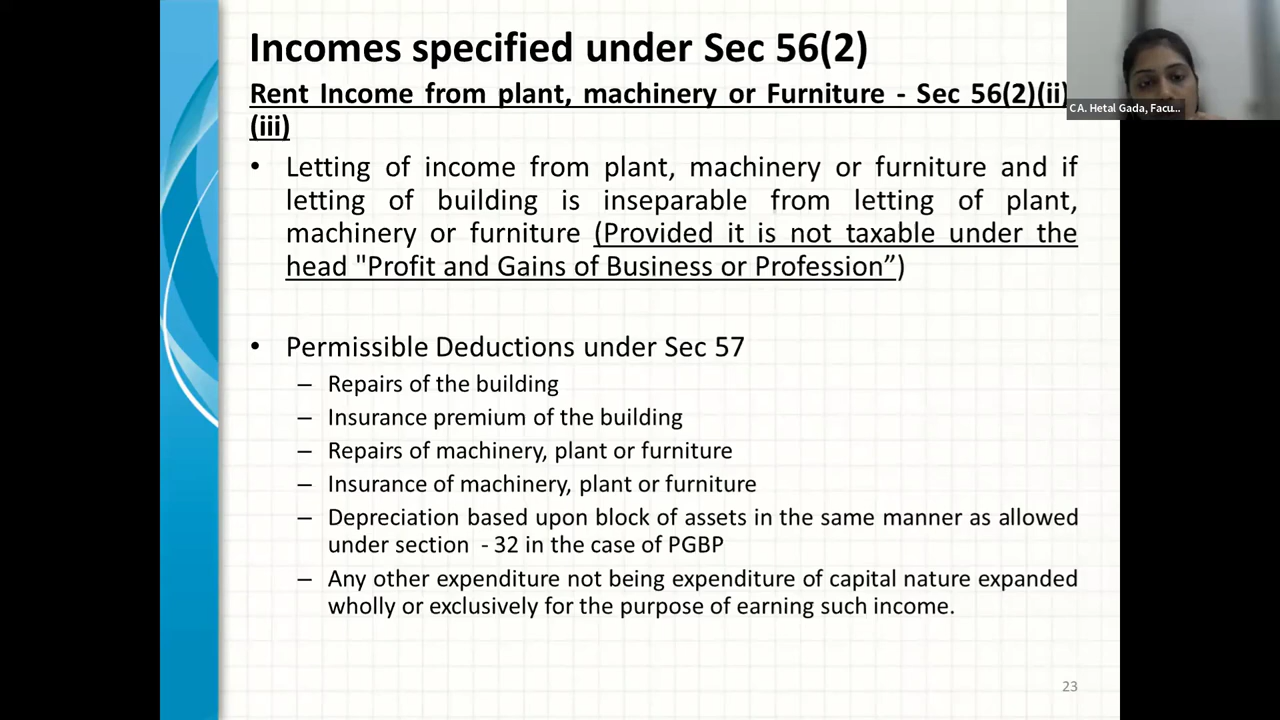 Incomes specified under Sec 56(2)
Rent Income from plant, machinery or Furniture - Sec 56(2)(ii)
(iii)
• Letting of income from plant, machinery or furniture and if
letting of building is inseparable from letting of plant,
machinery or furniture (Provided it is not taxable under the
head "Profit and Gains of Business or Profession”)
• Permissible Deductions under Sec 57
– Repairs of the building
– Insurance premium of the building
– Repairs of machinery, plant or furniture
– Insurance of machinery, plant or furniture
– Depreciation based upon block of assets in the same manner as allowed
under section - 32 in the case of PGBP
– Any other expenditure not being expenditure of capital nature expanded
wholly or exclusively for the purpose of earning such income.
23
CA. Hetal Gada, Facu...